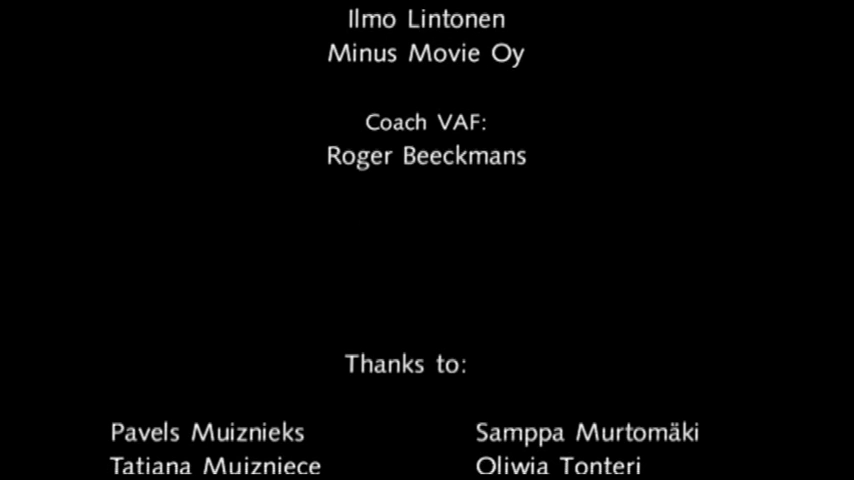 Ilmo Lintonen
Minus Movie Oy
Coach VAF:
Roger Beeckmans
Thanks to:
Pavels Muiznieks
Samppa Murtomäki
Tatiana Muizniece
Oliwia Tonteri